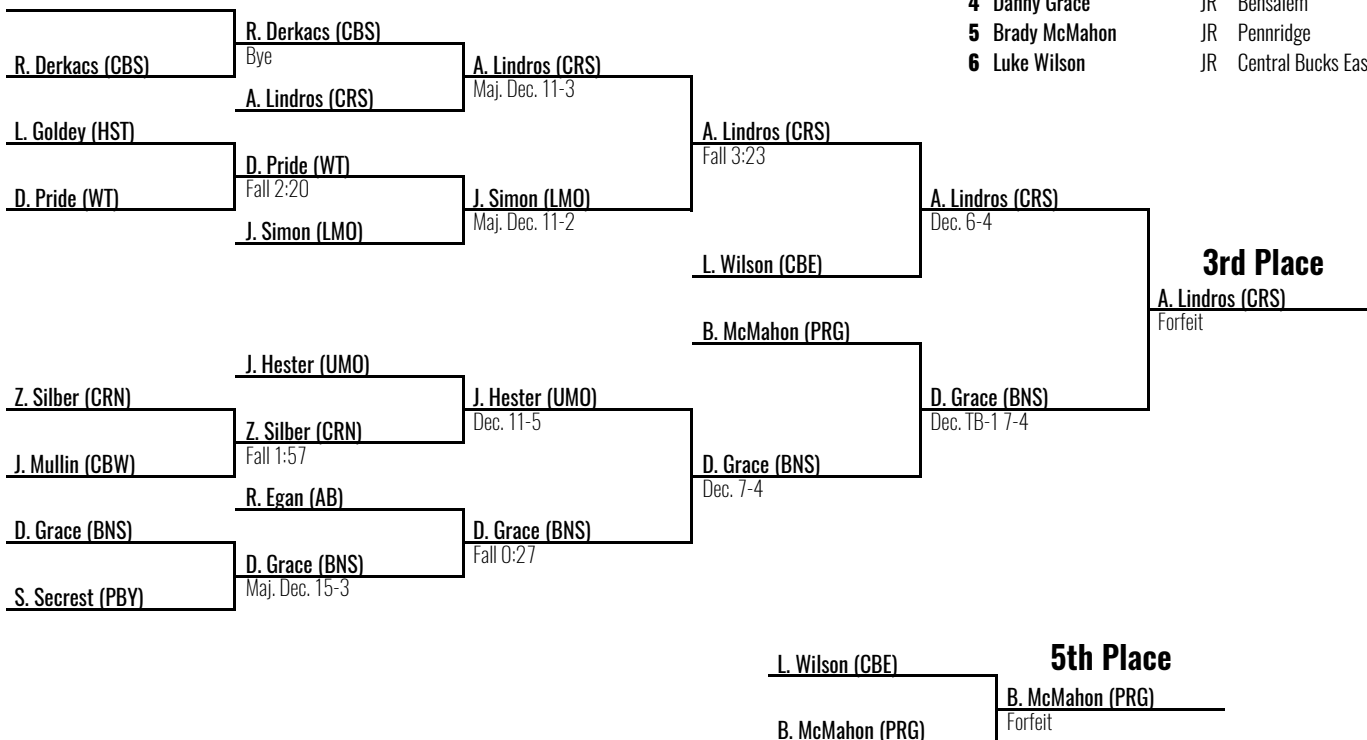 4 Danny Grace JR Bensalem
5 Brady McMahon JR Pennridge
6 Luke Wilson JR Central Bucks Eas
R. Derkacs (CBS)
R. Derkacs (CBS)
Bye
A. Lindros (CRS)
A. Lindros (CRS)
Maj. Dec. 11-3
L. Goldey (HST)
D. Pride (WT)
D. Pride (WT)
Fall 2:20
J. Simon (LMO)
J. Simon (LMO)
Maj. Dec. 11-2
A. Lindros (CRS)
Fall 3:23
L. Wilson (CBE)
A. Lindros (CRS)
Dec. 6-4
3rd Place
A. Lindros (CRS)
Forfeit
B. McMahon (PRG)
J. Hester (UMO)
Z. Silber (CRN)
J. Mullin (CBW)
Z. Silber (CRN)
Fall 1:57
J. Hester (UMO)
Dec. 11-5
R. Egan (AB)
D. Grace (BNS)
S. Secrest (PBY)
D. Grace (BNS)
Maj. Dec. 15-3
D. Grace (BNS)
Fall 0:27
D. Grace (BNS)
Dec. 7-4
D. Grace (BNS)
Dec. TB-1 7-4
5th Place
L. Wilson (CBE)
B. McMahon (PRG)
B. McMahon (PRG)
Forfeit